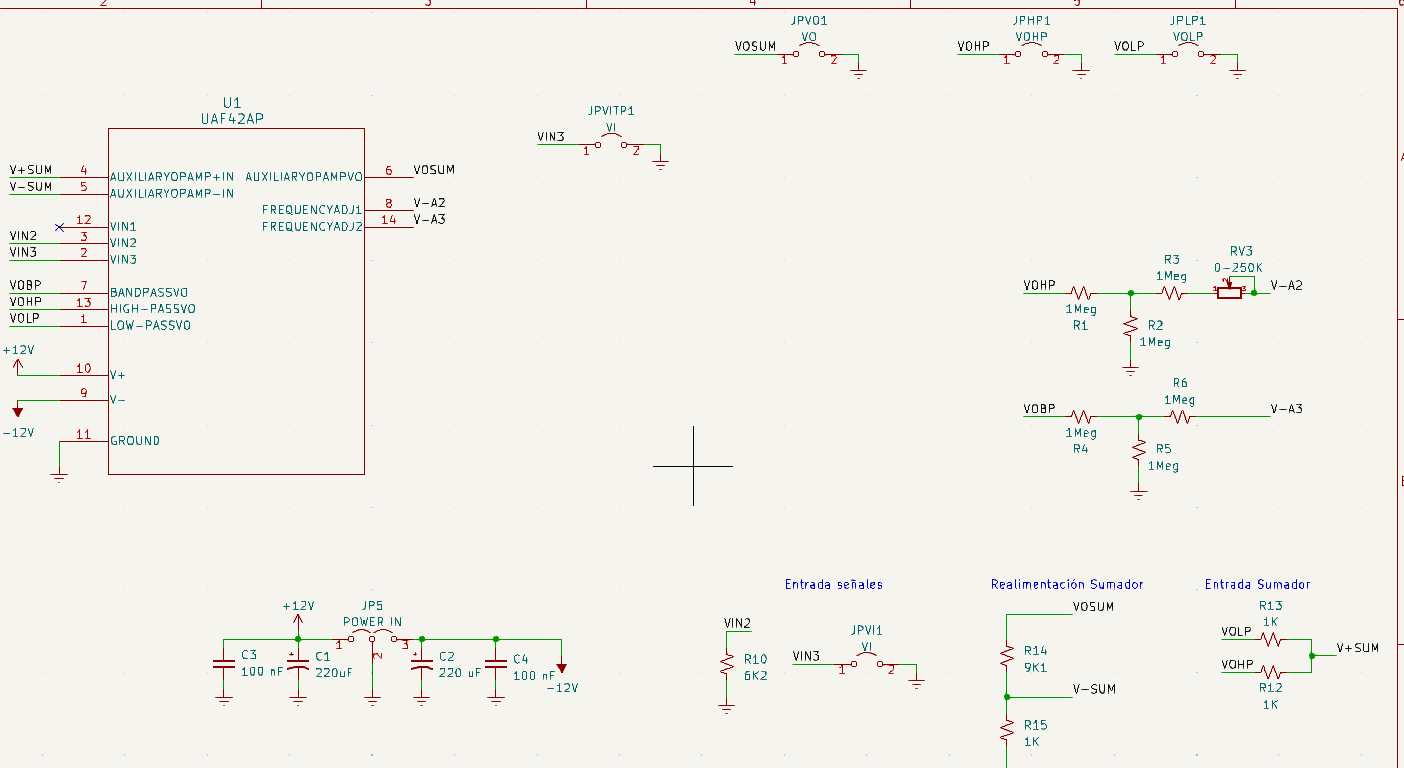 2
3
4
5
6
JPVO1
VO
VOSUM
1
2
JPHP1
VOHP
VOHP
1
2
JPLP1
VOLP
VOLP
1
2
U1
UAF42AP
V+SUM 4 AUXILIARYOPAMP+IN AUXILIARYOPAMPVO 6 VOSUM
V-SUM 5 AUXILIARYOPAMP-IN
FREQUENCYADJ1 8 V-A2
12 VIN1 FREQUENCYADJ2 14 V-A3
VIN2 3 VIN2
VIN3 2 VIN3
VOBP 7 BANDPASSVO
VOHP 13 HIGH-PASSVO
VOLP 1 LOW-PASSVO
+12V
10 V+
9 V-
-12V
11 GROUND
JPVITP1
VI
VIN3
1
2
A
B
RV3
0-250K
R3
1Meg
VOHP
1
2
3
V-A2
1Meg
R1
R2
1Meg
R6
1Meg
VOBP
V-A3
1Meg
R4
R5
1Meg
+12V
JP5
POWER IN
1
2
3
C3
100 nF
C1
220uF
C2
220 uF
C4
100 nF
-12V
Entrada señales
VIN2
R10
6K2
JPVI1
VI
VIN3
1
2
Realimentación Sumador
VOSUM
R14
9K1
V-SUM
R15
1K
Entrada Sumador
R13
1K
VOLP
V+SUM
VOHP
R12
1K